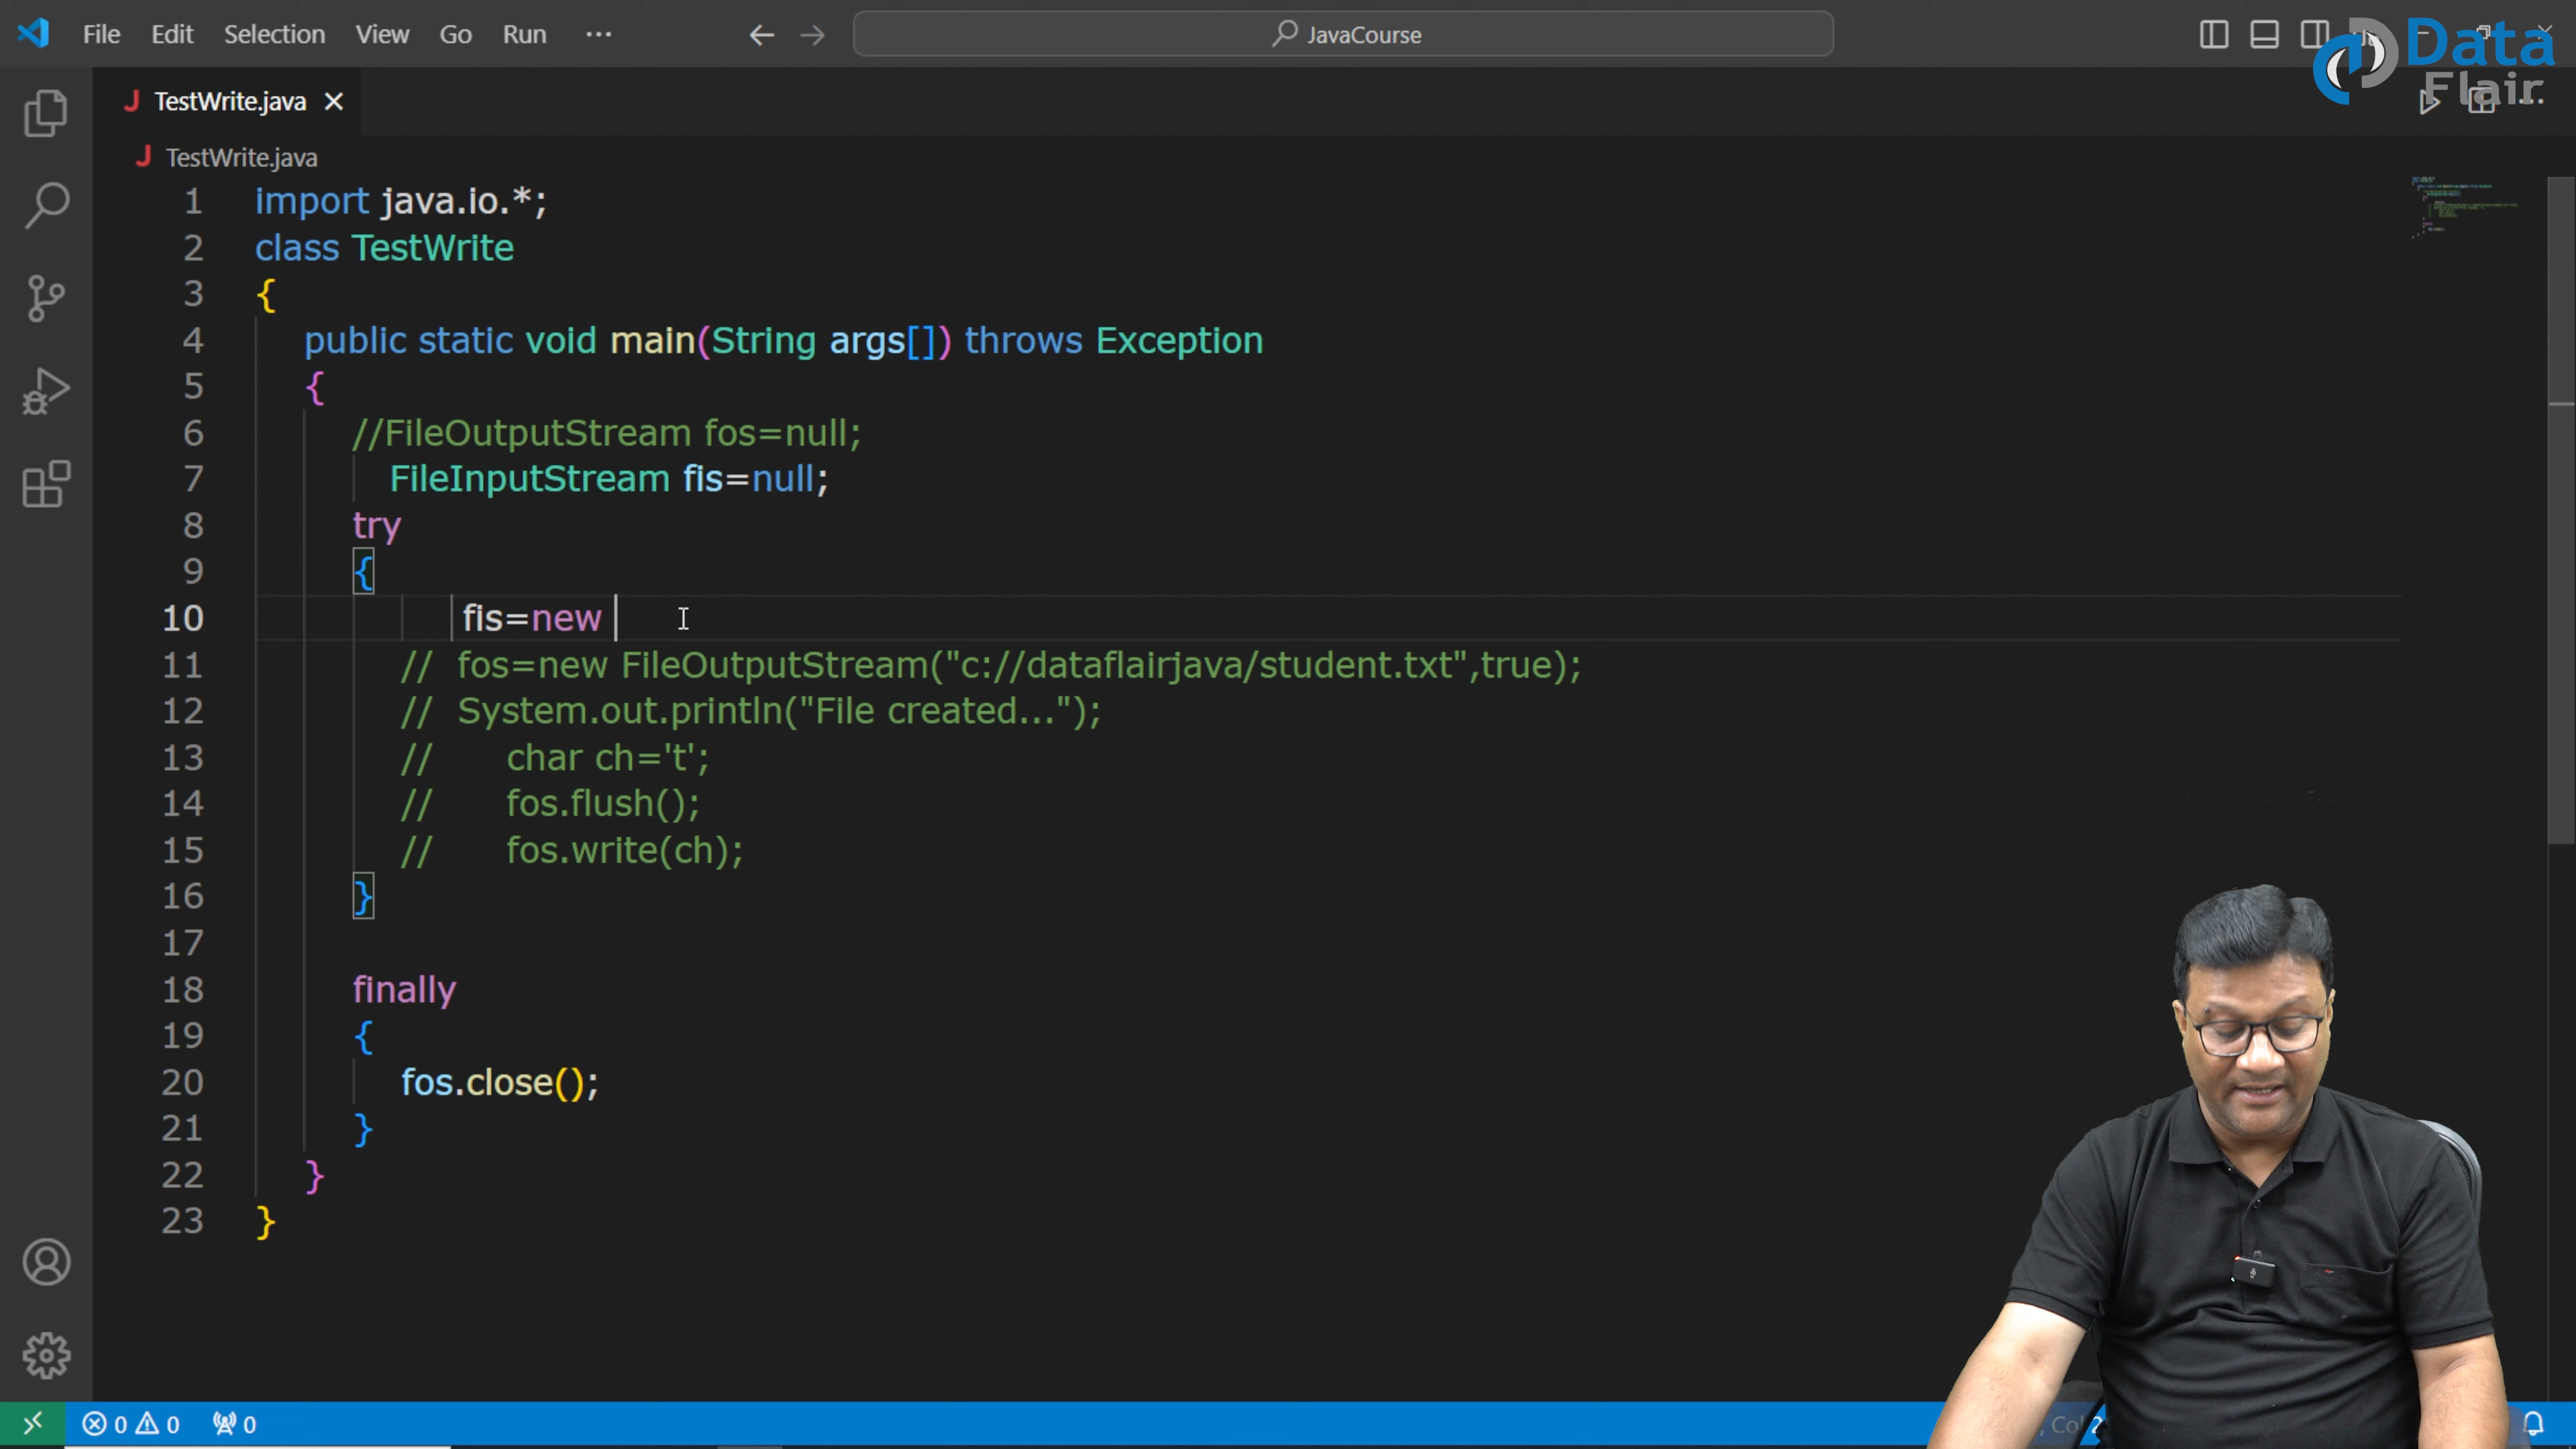 File Edit Selection View Go Run ...
JavaCourse
Data
Flair
TestWrite.java
TestWrite.java
1 import java.io.*;
2 class TestWrite
3 {
4 public static void main(String args[]) throws Exception
5 {
6 //FileOutputStream fos=null;
7 FileInputStream fis=null;
8 try
9 {
10 fis=new
11 // fos=new FileOutputStream("c://dataflairjava/student.txt",true);
12 // System.out.println("File created...");
13 // char ch='t';
14 // fos.flush();
15 // fos.write(ch);
16 }
17
18 finally
19 {
20 fos.close();
21 }
22 }
23 }
0 0 0